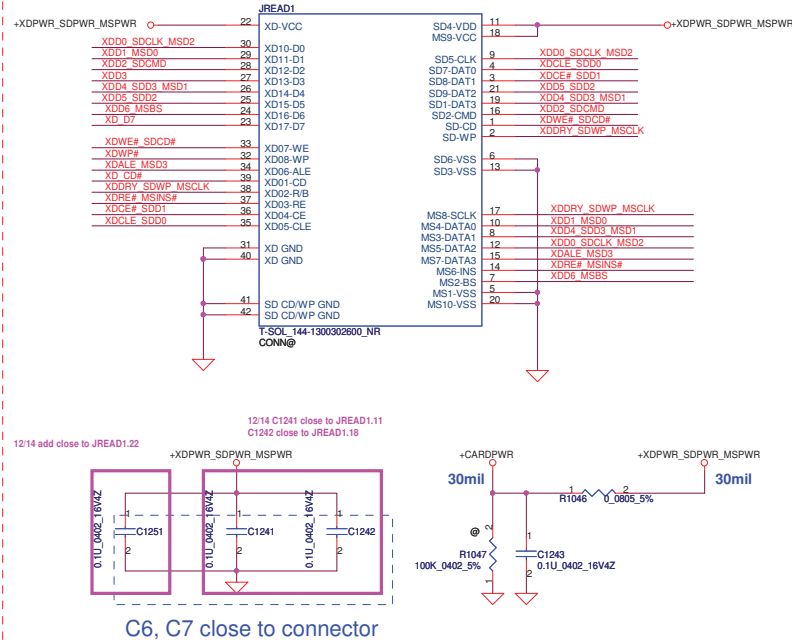 JREAD1
+XDPWR_SDPWR_MSPWR 22 XD-VCC
SD4-VDD 11 +XDPWR_SDPWR_MSPWR
MS9-VCC 18
XDD0_SDCLK_MSD2 30 XD10-D0
XDD1_MSD0 29 XD11-D1
XDD2_SDCMD 28 XD12-D2
XDD3 27 XD13-D3
XDD4_SDD3_MSD1 26 XD14-D4
XDD5_SDD2 25 XD15-D5
XDD6_MSBS 24 XD16-D6
XD_D7 23 XD17-D7
SD5-CLK 9 XDD0_SDCLK_MSD2
SD7-DAT0 4 XDCLE_SDD0
SD8-DAT1 3 XDCE#_SDD1
SD9-DAT2 21 XDD5_SDD2
SD1-DAT3 19 XDD4_SDD3_MSD1
SD2-CMD 16 XDD2_SDCMD
SD-CD 1 XDWE#_SDCD#
SD-WP 2 XDDRY_SDWP_MSCLK
XDWE#_SDCD# 33 XD07-WE
XDWP# 32 XD08-WP
XDALE_MSD3 34 XD06-ALE
XD_CD# 39 XD01-CD
XDDRY_SDWP_MSCLK 38 XD02-R/B
XDRE#_MSINS# 37 XD03-RE
XDCE#_SDD1 36 XD04-CE
XDCLE_SDD0 35 XD05-CLE
SD6-VSS 6
SD3-VSS 13
MS8-SCLK 17 XDDRY_SDWP_MSCLK
MS4-DATA0 10 XDD1_MSD0
MS3-DATA1 8 XDD4_SDD3_MSD1
MS5-DATA2 12 XDD0_SDCLK_MSD2
MS7-DATA3 15 XDALE_MSD3
MS6-INS 14 XDRE#_MSINS#
MS2-BS 7 XDD6_MSBS
MS1-VSS 5
MS10-VSS 20
31 XD GND
40 XD GND
41 SD CD/WP GND
42 SD CD/WP GND
T-SOL_144-1300302600_NR
CONN@
12/14 add close to JREAD1.22
12/14 C1241 close to JREAD1.11
C1242 close to JREAD1.18
+XDPWR_SDPWR_MSPWR
0.1U_0402_16V4Z 1 2 C1251
0.1U_0402_16V4Z 1 2 C1241
0.1U_0402_16V4Z 1 2 C1242
C6, C7 close to connector
+CARDPWR
30mil
+XDPWR_SDPWR_MSPWR
30mil
1 2
R1046 0_0805_5%
@ 2
R1047
100K_0402_5%
1
1
C1243
0.1U_0402_16V4Z
2